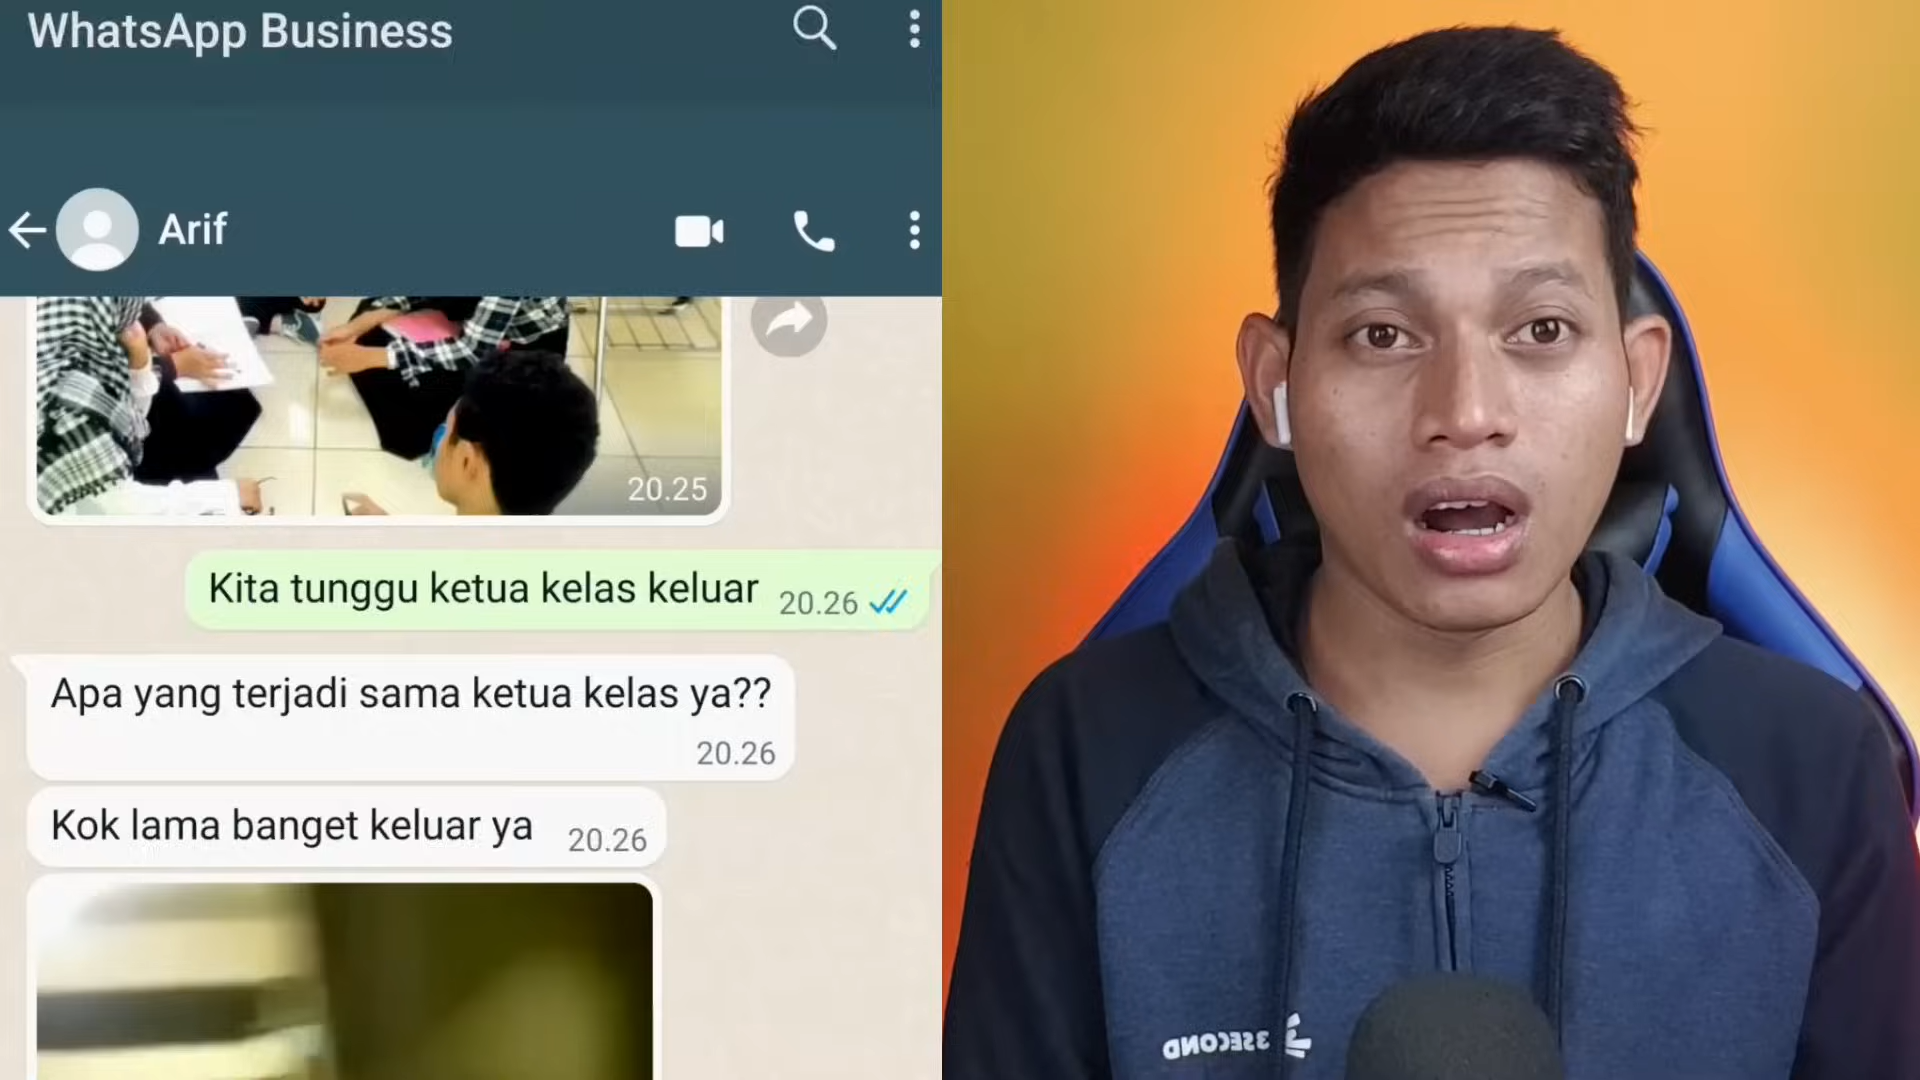 WhatsApp Business
Arif
20.25
Kita tunggu ketua kelas keluar 20.26
Apa yang terjadi sama ketua kelas ya??
20.26
Kok lama banget keluar ya 20.26
3SECOND